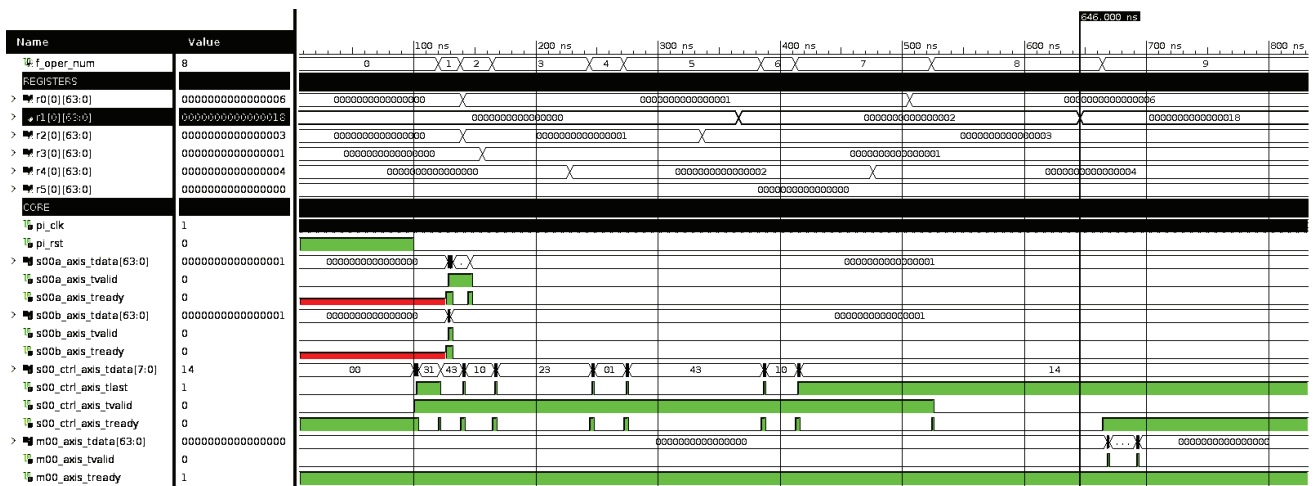 646.000 ns
Name Value
100 ns 200 ns 300 ns 400 ns 500 ns 600 ns 700 ns 800 ns
f_oper_num 8 0 1 2 3 4 5 6 7 8 9
REGISTERS
r0[0][63:0] 0000000000000006 0000000000000000 0000000000000001 0000000000000006
r1[0][63:0] 0000000000000018 0000000000000000 0000000000000002 0000000000000018
r2[0][63:0] 0000000000000003 0000000000000000 0000000000000001 0000000000000003
r3[0][63:0] 0000000000000001 0000000000000000 0000000000000001
r4[0][63:0] 0000000000000004 0000000000000000 0000000000000002 0000000000000004
r5[0][63:0] 0000000000000000 0000000000000000
CORE
pi_clk 1
pi_rst 0
s00a_axis_tdata[63:0] 0000000000000001 0000000000000000 . 0000000000000001
s00a_axis_tvalid 0
s00a_axis_tready 0
s00b_axis_tdata[63:0] 0000000000000001 0000000000000000 0000000000000001
s00b_axis_tvalid 0
s00b_axis_tready 0
s00_ctrl_axis_tdata[7:0] 14 00 31 43 10 23 01 43 10 14
s00_ctrl_axis_tlast 1
s00_ctrl_axis_tvalid 0
s00_ctrl_axis_tready 0
m00_axis_tdata[63:0] 0000000000000000 0000000000000000 ... 0000000000000000
m00_axis_tvalid 0
m00_axis_tready 1